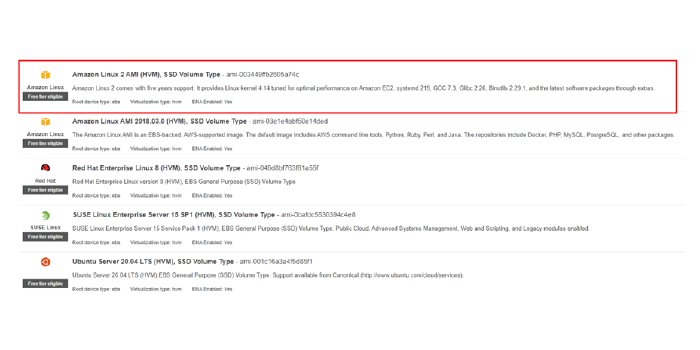 Amazon Linux 2 AMI (HVM), SSD Volume Type - ami-003449ffb2605a74c
Amazon Linux
Free tier eligible
Amazon Linux 2 comes with five years support. It provides Linux kernel 4.14 tuned for optimal performance on Amazon EC2, systemd 219, GCC 7.3, Glibc 2.26, Binutils 2.29.1, and the latest software packages through extras.
Root device type: ebs Virtualization type: hvm ENA Enabled: Yes
Amazon Linux AMI 2018.03.0 (HVM), SSD Volume Type - ami-03e1e4abf50e14ded
Amazon Linux
Free tier eligible
The Amazon Linux AMI is an EBS-backed, AWS-supported image. The default image includes AWS command line tools, Python, Ruby, Perl, and Java. The repositories include Docker, PHP, MySQL, PostgreSQL, and other packages.
Root device type: ebs Virtualization type: hvm ENA Enabled: Yes
Red Hat Enterprise Linux 8 (HVM), SSD Volume Type -
Red Hat
Free tier eligible
Red Hat Enterprise Linux version 8 (HVM), EBS General Purpose (SSD) Volume Type
Root device type: ebs Virtualization type: hvm ENA Enabled: Yes
SUSE Linux Enterprise Server 15 SP1 (HVM), SSD Volume Type - ami-0bafdc5530394c4e8
SUSE Linux
Free tier eligible
SUSE Linux Enterprise Server 15 Service Pack 1 (HVM), EBS General Purpose (SSD) Volume Type. Public Cloud, Advanced Systems Management, Web and Scripting, and Legacy modules enabled.
Root device type: ebs Virtualization type: hvm ENA Enabled: Yes
Ubuntu Server 20.04 LTS (HVM), SSD Volume Type - ami-001c16a3a4f5d85f1
Free tier eligible
Ubuntu Server 20.04 LTS (HVM),EBS General Purpose (SSD) Volume Type. Support available from Canonical (http://www.ubuntu.com/cloud/services).
Root device type: ebs Virtualization type: hvm ENA Enabled: Yes